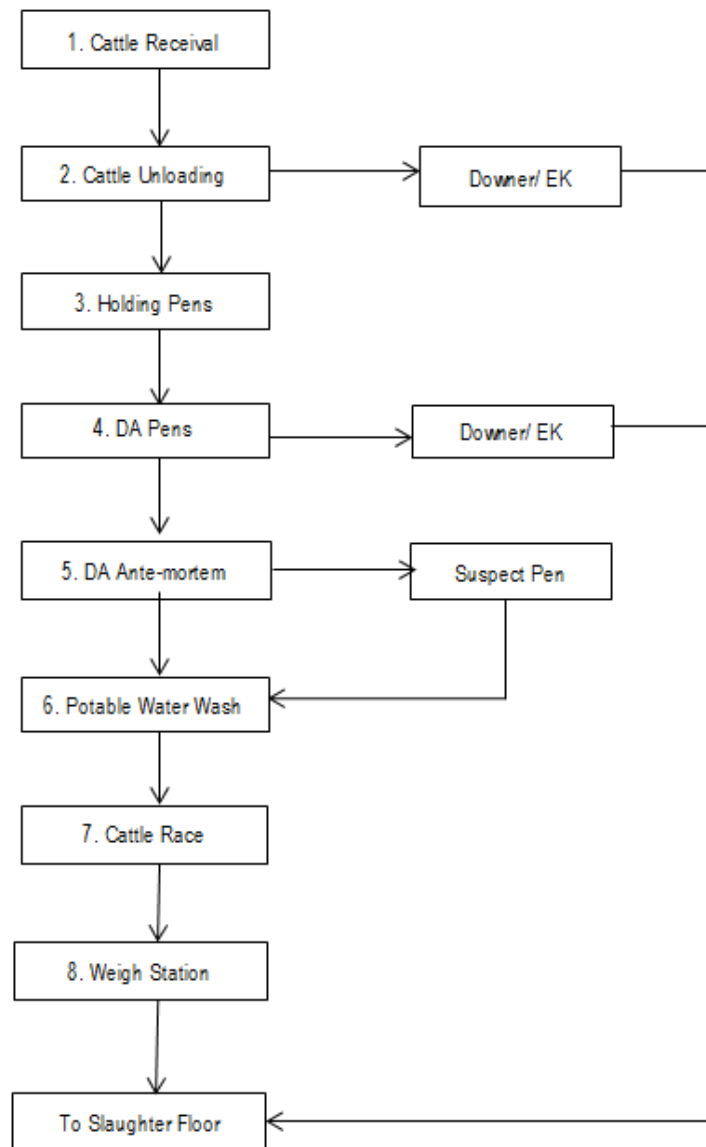 1. Cattle Receival
2. Cattle Unloading
Downer/ EK
3. Holding Pens
4. DA Pens
Downer/ EK
5. DA Ante-mortem
Suspect Pen
6. Potable Water Wash
7. Cattle Race
8. Weigh Station
To Slaughter Floor